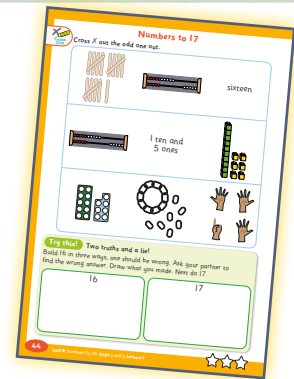 Numbers to 17
Cross ✗ out the odd one out.
sixteen
1 ten and
5 ones
Try this! Two truths and a lie!
Build 16 in three ways, one should be wrong. Ask your partner to
find the wrong answer. Draw what you made. Next do 17.
16
17
44